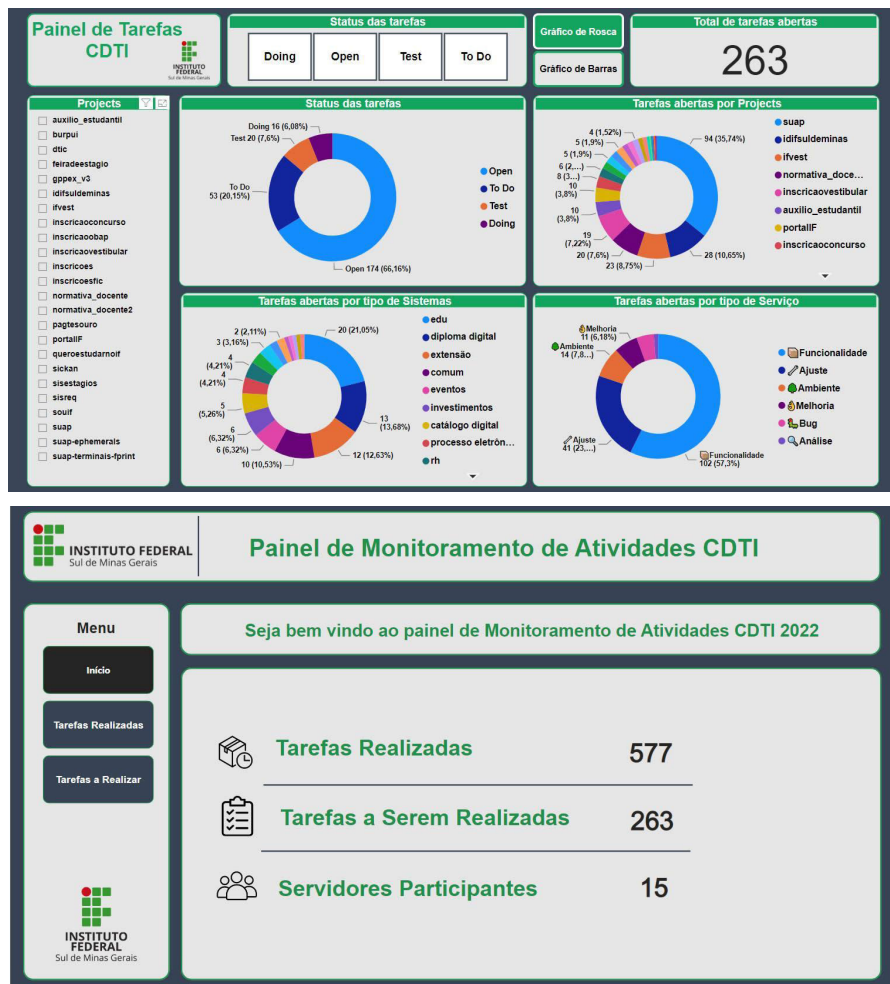 Painel de Tarefas
CDTI
INSTITUTO
FEDERAL
Sul de Minas Gerais
Status das tarefas
Doing
Open
Test
To Do
Gráfico de Rosca
Gráfico de Barras
Total de tarefas abertas
263
Projects
auxilio_estudantil
burpui
dtic
feiradeestagio
gppex_v3
idifsuldeminas
ifvest
inscricaoconcurso
inscricaoobap
inscricaovestibular
inscricoes
inscricoesfic
normativa_docente
normativa_docente2
pagtesouro
portalIF
queroestudarnoif
sickan
sisestagios
sisreq
souif
suap
suap-ephemerais
suap-terminais-fprint
Status das tarefas
Doing 16 (6,08%)
Test 20 (7,6%)
To Do
53 (20,15%)
Open 174 (66,16%)
Open
To Do
Test
Doing
Tarefas abertas por Projects
4 (1,52%)
5 (1,9%)
5 (1,9%)
6 (2,...)
8 (3...)
10
(3,8%)
10
(3,8%)
19
(7,22%)
20 (7,6%)
23 (8,75%)
28 (10,65%)
94 (35,74%)
suap
idifsuldeminas
ifvest
normativa_doce...
inscricaovestibular
auxilio_estudantil
portalIF
inscricaoconcurso
Tarefas abertas por tipo de Sistemas
2 (2,11%)
3 (3,16%)
4
(4,21%)
4
(4,21%)
5
(5,26%)
6
(6,32%)
6 (6,32%)
10 (10,53%)
12 (12,63%)
13
(13,68%)
20 (21,05%)
edu
diploma digital
extensão
comum
eventos
investimentos
catálogo digital
processo eletrôn...
rh
Tarefas abertas por tipo de Serviço
Melhoria
11 (6,18%)
Ambiente
14 (7,8...)
Ajuste
41 (23,...)
Funcionalidade
102 (57,3%)
Funcionalidade
Ajuste
Ambiente
Melhoria
Bug
Análise
INSTITUTO FEDERAL
Sul de Minas Gerais
Painel de Monitoramento de Atividades CDTI
Menu
Início
Tarefas Realizadas
Tarefas a Realizar
INSTITUTO
FEDERAL
Sul de Minas Gerais
Seja bem vindo ao painel de Monitoramento de Atividades CDTI 2022
Tarefas Realizadas 577
Tarefas a Serem Realizadas 263
Servidores Participantes 15